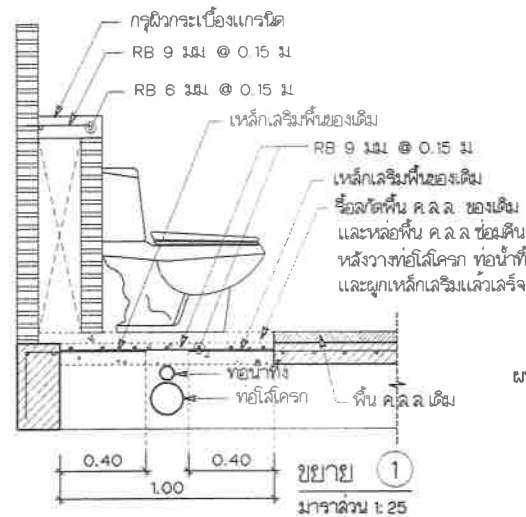 กรุผิวกระเบื้องแกรนิต
RB 9 มม. @ 0.15 ม.
RB 6 มม. @ 0.15 ม.
เหล็กเสริมพื้นของเดิม
RB 9 มม. @ 0.15 ม.
เหล็กเสริมพื้นของเดิม
รื้อสกัดพื้น ค.ส.ล. ของเดิม
และหล่อพื้น ค.ส.ล. ซ่อมคืน
หลังวางท่อโสโครก ท่อน้ำทิ้
และผูกเหล็กเสริมแล้วเสร็จ
ท่อน้ำทิ้ง
ท่อโสโครก
พื้น ค.ส.ล. เดิม
0.40
0.40
1.00
ขยาย 1
มาตราส่วน 1:25